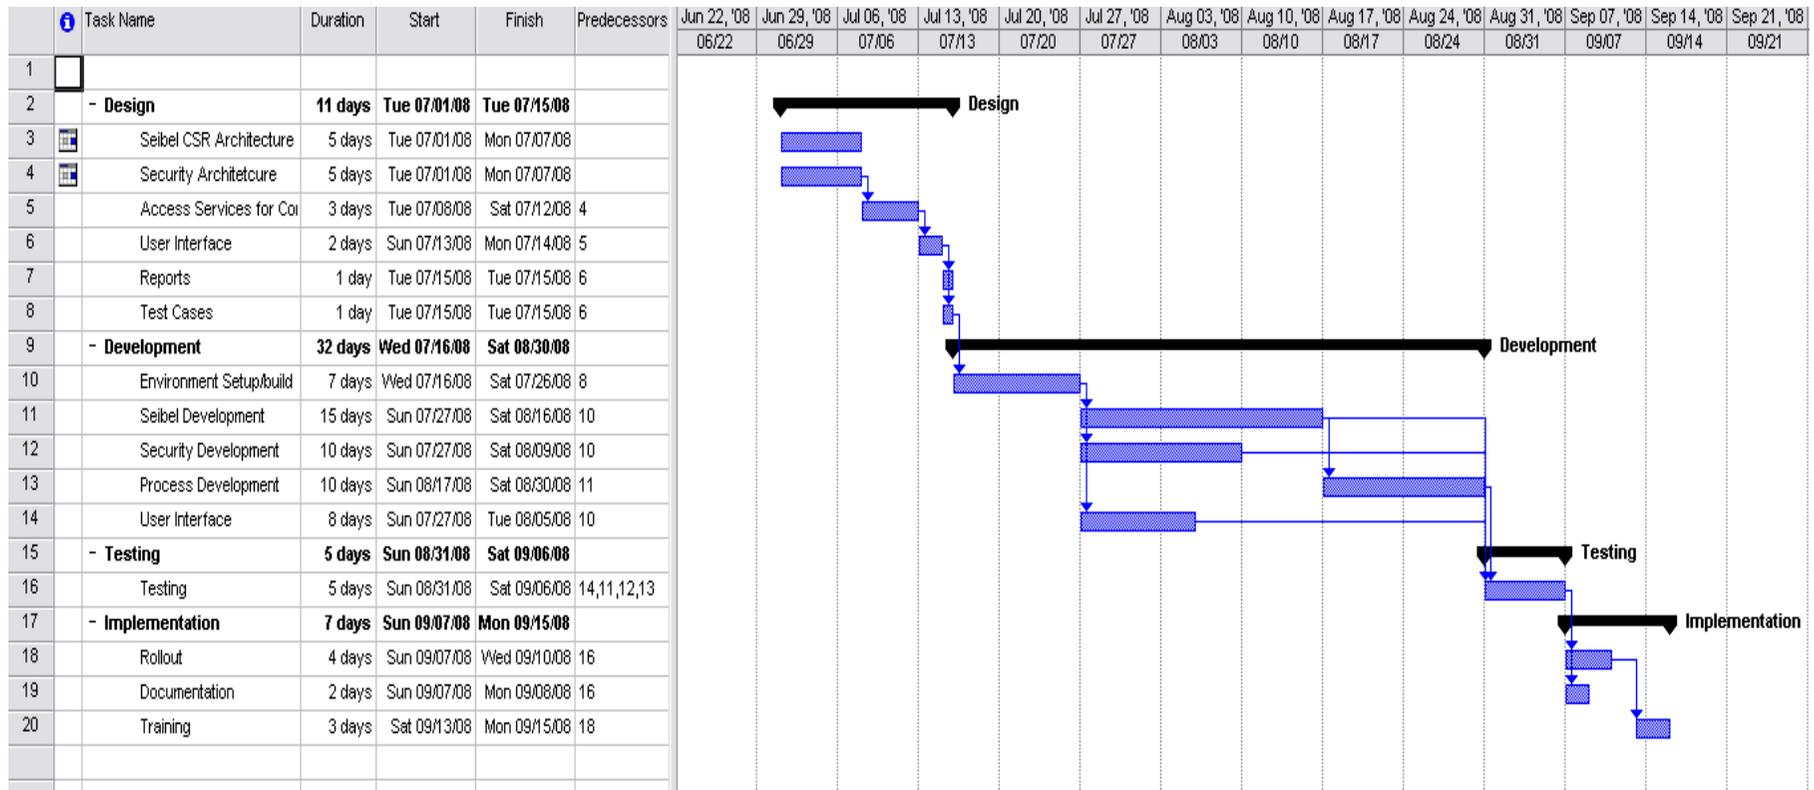 Task Name Duration Start Finish Predecessors Jun 22, '08 Jun 29, '08 Jul 06, '08 Jul 13, '08 Jul 20, '08 Jul 27, '08 Aug 03, '08 Aug 10, '08 Aug 17, '08 Aug 24, '08 Aug 31, '08 Sep 07, '08 Sep 14, '08 Sep 21, '08
06/22 06/29 07/06 07/13 07/20 07/27 08/03 08/10 08/17 08/24 08/31 09/07 09/14 09/21
1
2 - Design 11 days Tue 07/01/08 Tue 07/15/08 Design
3 Seibel CSR Architecture 5 days Tue 07/01/08 Mon 07/07/08
4 Security Architetcure 5 days Tue 07/01/08 Mon 07/07/08
5 Access Services for Co 3 days Tue 07/08/08 Sat 07/12/08 4
6 User Interface 2 days Sun 07/13/08 Mon 07/14/08 5
7 Reports 1 day Tue 07/15/08 Tue 07/15/08 6
8 Test Cases 1 day Tue 07/15/08 Tue 07/15/08 6
9 - Development 32 days Wed 07/16/08 Sat 08/30/08 Development
10 Environment Setup/build 7 days Wed 07/16/08 Sat 07/26/08 8
11 Seibel Development 15 days Sun 07/27/08 Sat 08/16/08 10
12 Security Development 10 days Sun 07/27/08 Sat 08/09/08 10
13 Process Development 10 days Sun 08/17/08 Sat 08/30/08 11
14 User Interface 8 days Sun 07/27/08 Tue 08/05/08 10
15 - Testing 5 days Sun 08/31/08 Sat 09/06/08 Testing
16 Testing 5 days Sun 08/31/08 Sat 09/06/08 14,11,12,13
17 - Implementation 7 days Sun 09/07/08 Mon 09/15/08 Implementation
18 Rollout 4 days Sun 09/07/08 Wed 09/10/08 16
19 Documentation 2 days Sun 09/07/08 Mon 09/08/08 16
20 Training 3 days Sat 09/13/08 Mon 09/15/08 18